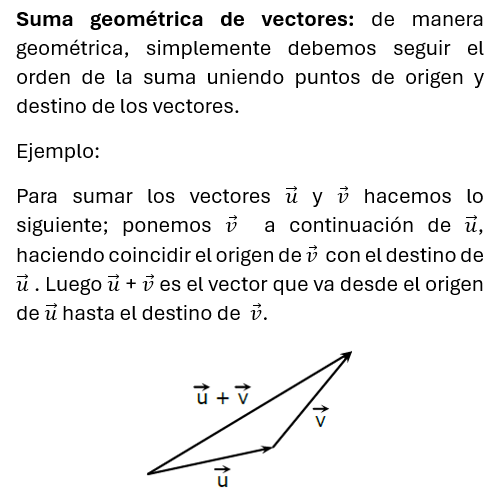 Suma geométrica de vectores: de manera
geométrica, simplemente debemos seguir el
orden de la suma uniendo puntos de origen y
destino de los vectores.
Ejemplo:
Para sumar los vectores u⃗ y v⃗ hacemos lo
siguiente; ponemos v⃗ a continuación de u⃗,
haciendo coincidir el origen de v⃗ con el destino de
u⃗ . Luego u⃗ + v⃗ es el vector que va desde el origen
de u⃗ hasta el destino de v⃗.
u⃗ + v⃗
v⃗
u⃗